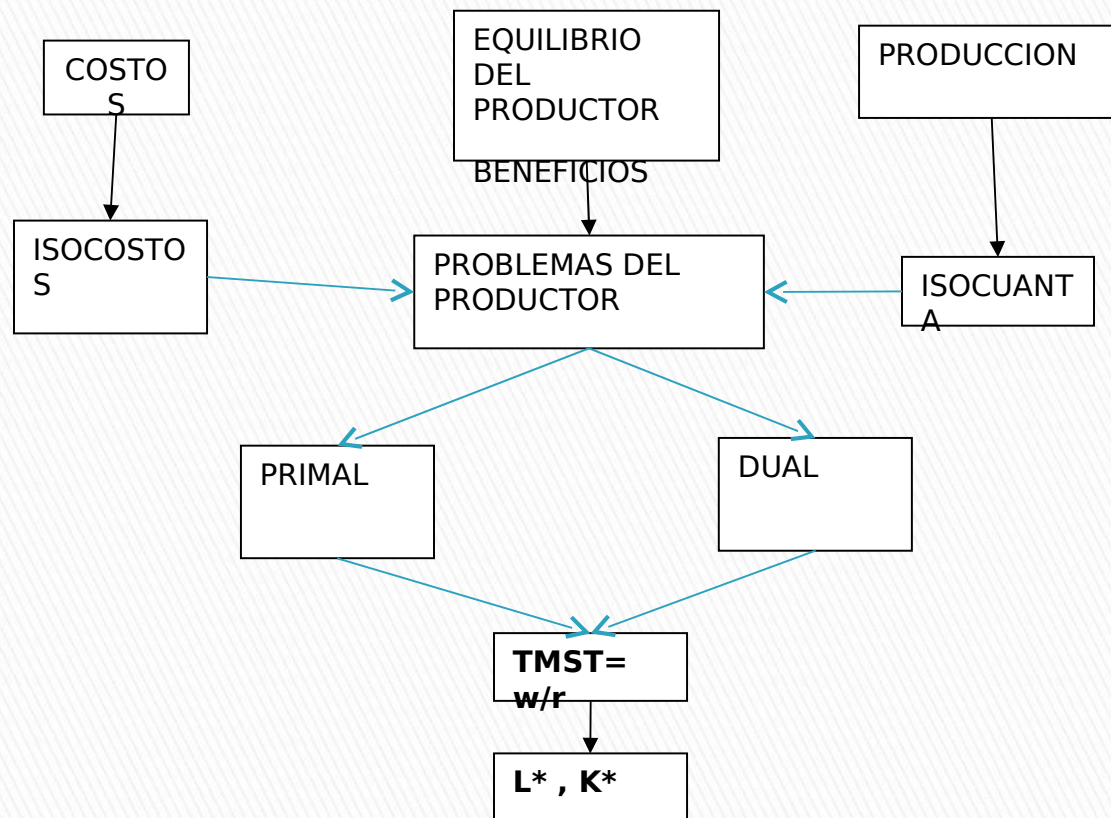 COSTO
S
EQUILIBRIO
DEL
PRODUCTOR
BENEFICIOS
PRODUCCION
ISOCOSTO
S
PROBLEMAS DEL
PRODUCTOR
ISOCUANT
A
PRIMAL
DUAL
TMST=
w/r
L* , K*